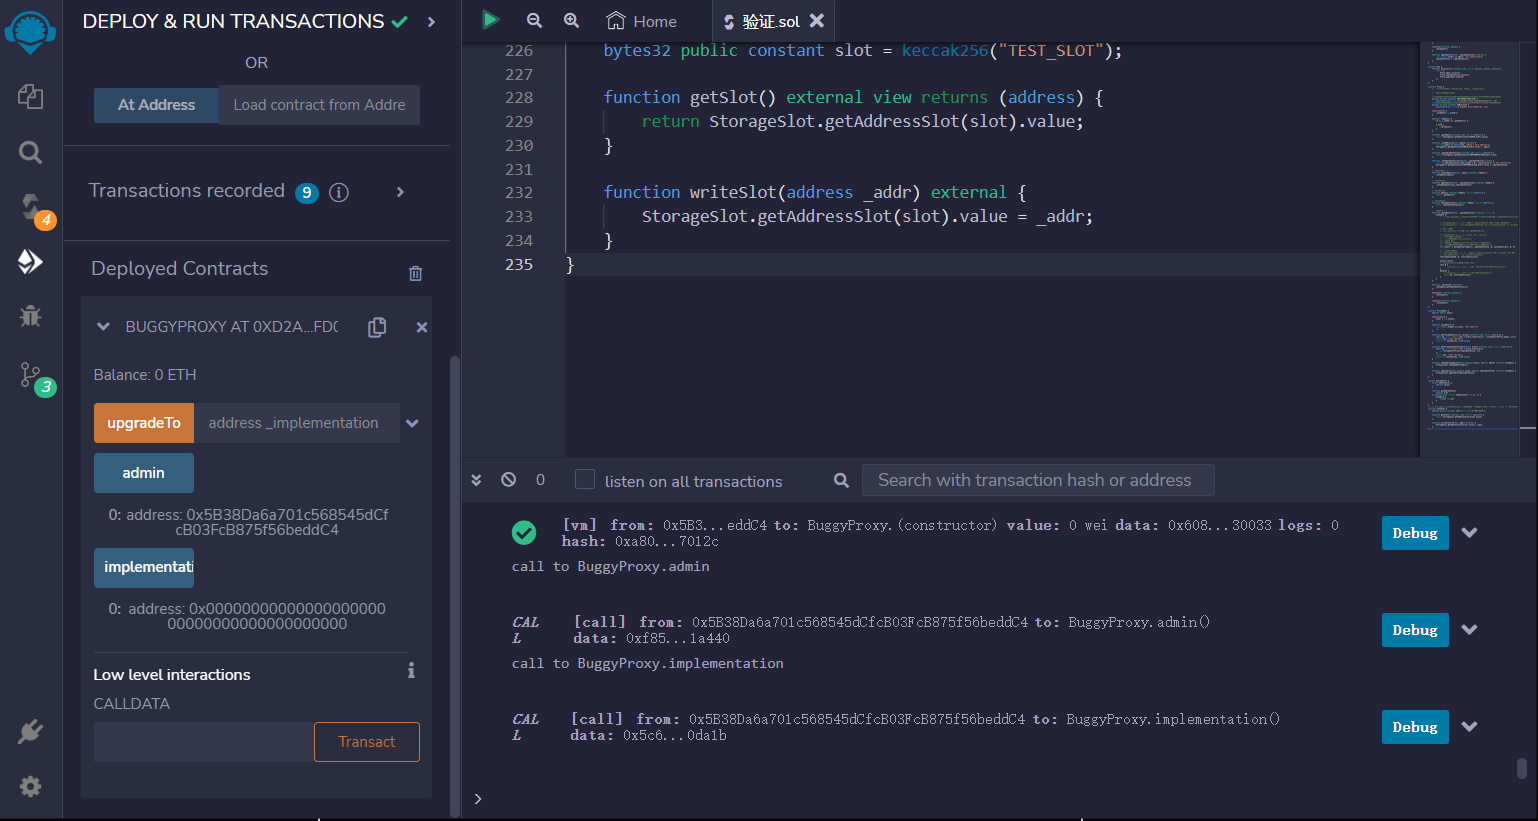 DEPLOY & RUN TRANSACTIONS
OR
At Address
Load contract from Addre
Transactions recorded 9 i
4
3
Deployed Contracts
BUGGYPROXY AT 0XD2A...FD0
Balance: 0 ETH
upgradeTo
address _implementation
admin
0: address: 0x5B38Da6a701c568545dCf
cB03FcB875f56beddC4
implementati
0: address: 0x00000000000000000000
00000000000000000000
Low level interactions i
CALLDATA
Transact
Home
验证.sol
226 bytes32 public constant slot = keccak256("TEST_SLOT");
227
228 function getSlot() external view returns (address) {
229 return StorageSlot.getAddressSlot(slot).value;
230 }
231
232 function writeSlot(address _addr) external {
233 StorageSlot.getAddressSlot(slot).value = _addr;
234 }
235 }
0
listen on all transactions
Search with transaction hash or address
[vm] from: 0x5B3...eddC4 to: BuggyProxy.(constructor) value: 0 wei data: 0x608...30033 logs: 0
hash: 0xa80...7012c
Debug
call to BuggyProxy.admin
CAL
L
[call] from: 0x5B38Da6a701c568545dCfcB03FcB875f56beddC4 to: BuggyProxy.admin()
data: 0xf85...1a440
Debug
call to BuggyProxy.implementation
CAL
L
[call] from: 0x5B38Da6a701c568545dCfcB03FcB875f56beddC4 to: BuggyProxy.implementation()
data: 0x5c6...0da1b
Debug
>